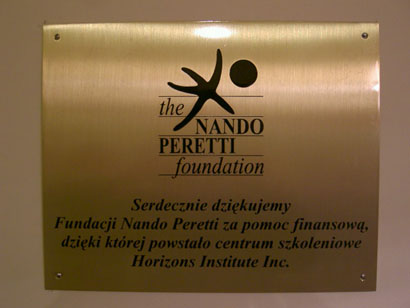 the
NANDO
PERETTI
foundation
Serdecznie dziękujemy
Fundacji Nando Peretti za pomoc finansową,
dzięki której powstało centrum szkoleniowe
Horizons Institute Inc.